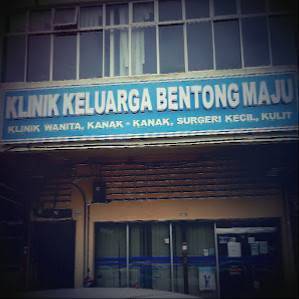 KLINIK KELUARGA BENTONG MAJU
KLINIK WANITA, KANAK - KANAK, SURGERI KECIL, KULIT